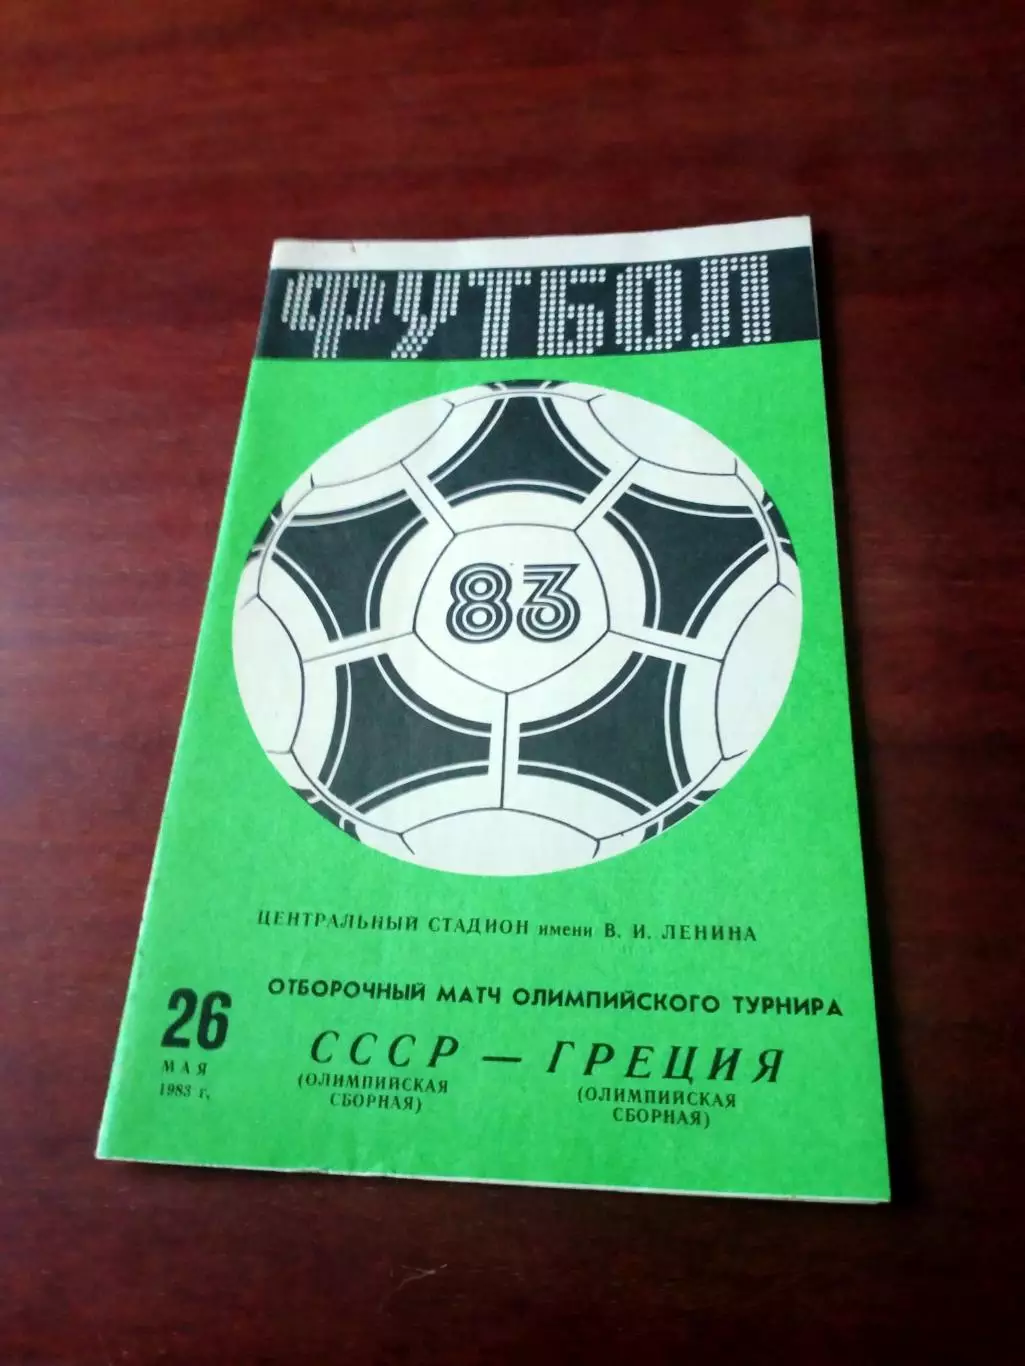 ФУТБОЛ
83
ЦЕНТРАЛЬНЫЙ СТАДИОН имени В. И. ЛЕНИНА
ОТБОРОЧНЫЙ МАТЧ ОЛИМПИЙСКОГО ТУРНИРА
26
МАЯ
1983 г.
СССР — ГРЕЦИЯ
(ОЛИМПИЙСКАЯ СБОРНАЯ)
(ОЛИМПИЙСКАЯ СБОРНАЯ)